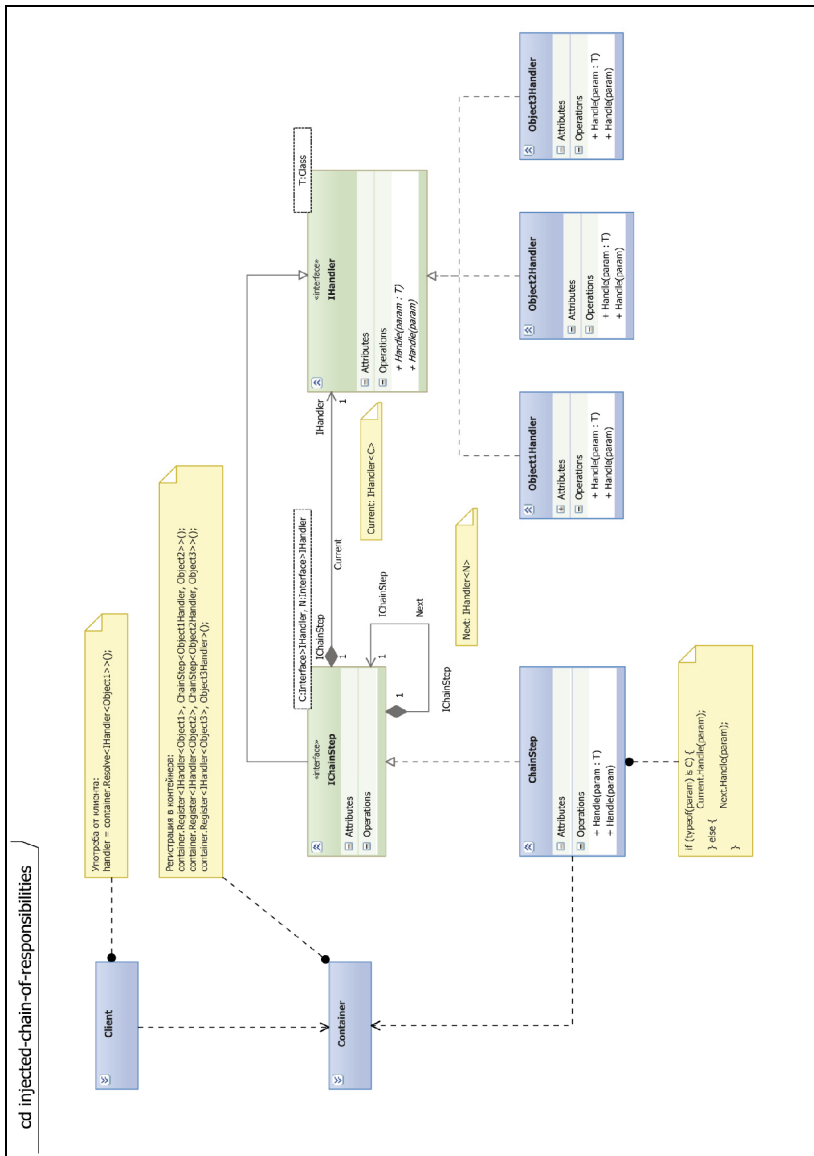 cd injected-chain-of-responsibilities
Client
Употреба от клиента:
handler = container.Resolve<IHandler<Object1>>();
Container
Регистрация в контейнера:
container.Register<IHandler<Object1>, ChainStep<Object1Handler, Object2>>();
container.Register<IHandler<Object2>, ChainStep<Object2Handler, Object3>>();
container.Register<IHandler<Object3>, Object3Handler>();
C:Interface>IHandler, N:Interface>IHandler
«interface»
IChainStep
Attributes
Operations
IChainStep
1
Current
IHandler
1
Current: IHandler<C>
T:Class
«interface»
IHandler
Attributes
Operations
+ Handle(param : T)
+ Handle(param)
IChainStep
1
Next
1
IChainStep
Next: IHandler<N>
ChainStep
Attributes
Operations
+ Handle(param : T)
+ Handle(param)
if (typeof(param) is C) {
Current.Handle(param);
} else {
Next.Handle(param);
}
Object1Handler
Attributes
Operations
+ Handle(param : T)
+ Handle(param)
Object2Handler
Attributes
Operations
+ Handle(param : T)
+ Handle(param)
Object3Handler
Attributes
Operations
+ Handle(param : T)
+ Handle(param)